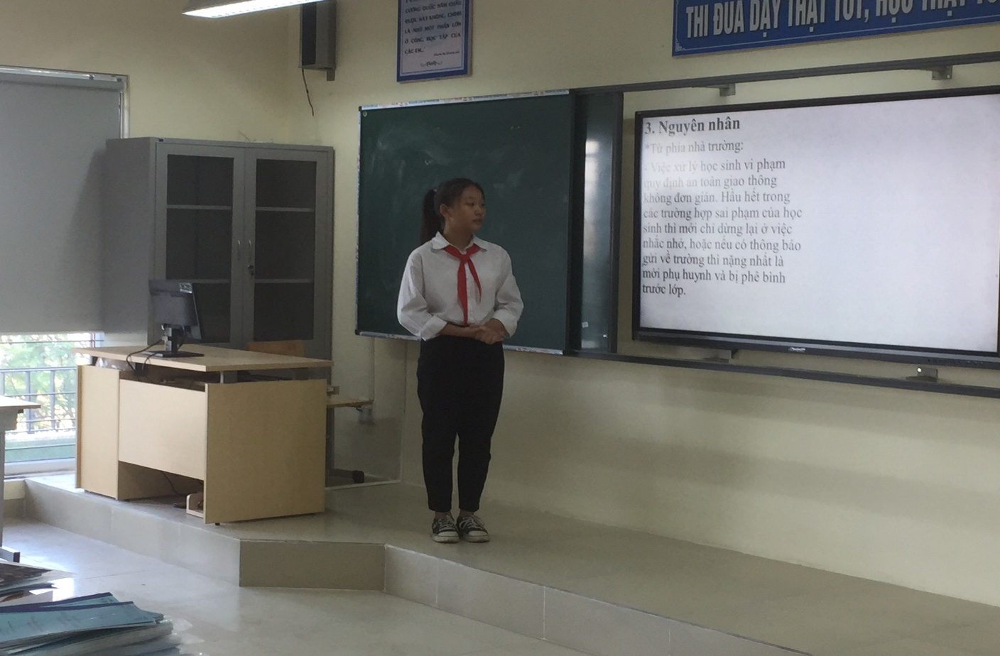 CƯỜNG QUỐC NĂM CHÂU
ĐƯỢC HAY KHÔNG, CHÍNH
LÀ NHỜ MỘT PHẦN LỚN
Ở CÔNG HỌC TẬP CỦA
CÁC EM..."
THI ĐUA DẠY THẬT TỐT, HỌC THẬT
3. Nguyên nhân
*Từ phía nhà trường:
- Việc xử lý học sinh vi phạm
quy định an toàn giao thông
không đơn giản. Hầu hết trong
các trường hợp sai phạm của học
sinh thì mới chỉ dừng lại ở việc
nhắc nhở, hoặc nếu có thông báo
gửi về trường thì nặng nhất là
mời phụ huynh và bị phê bình
trước lớp.